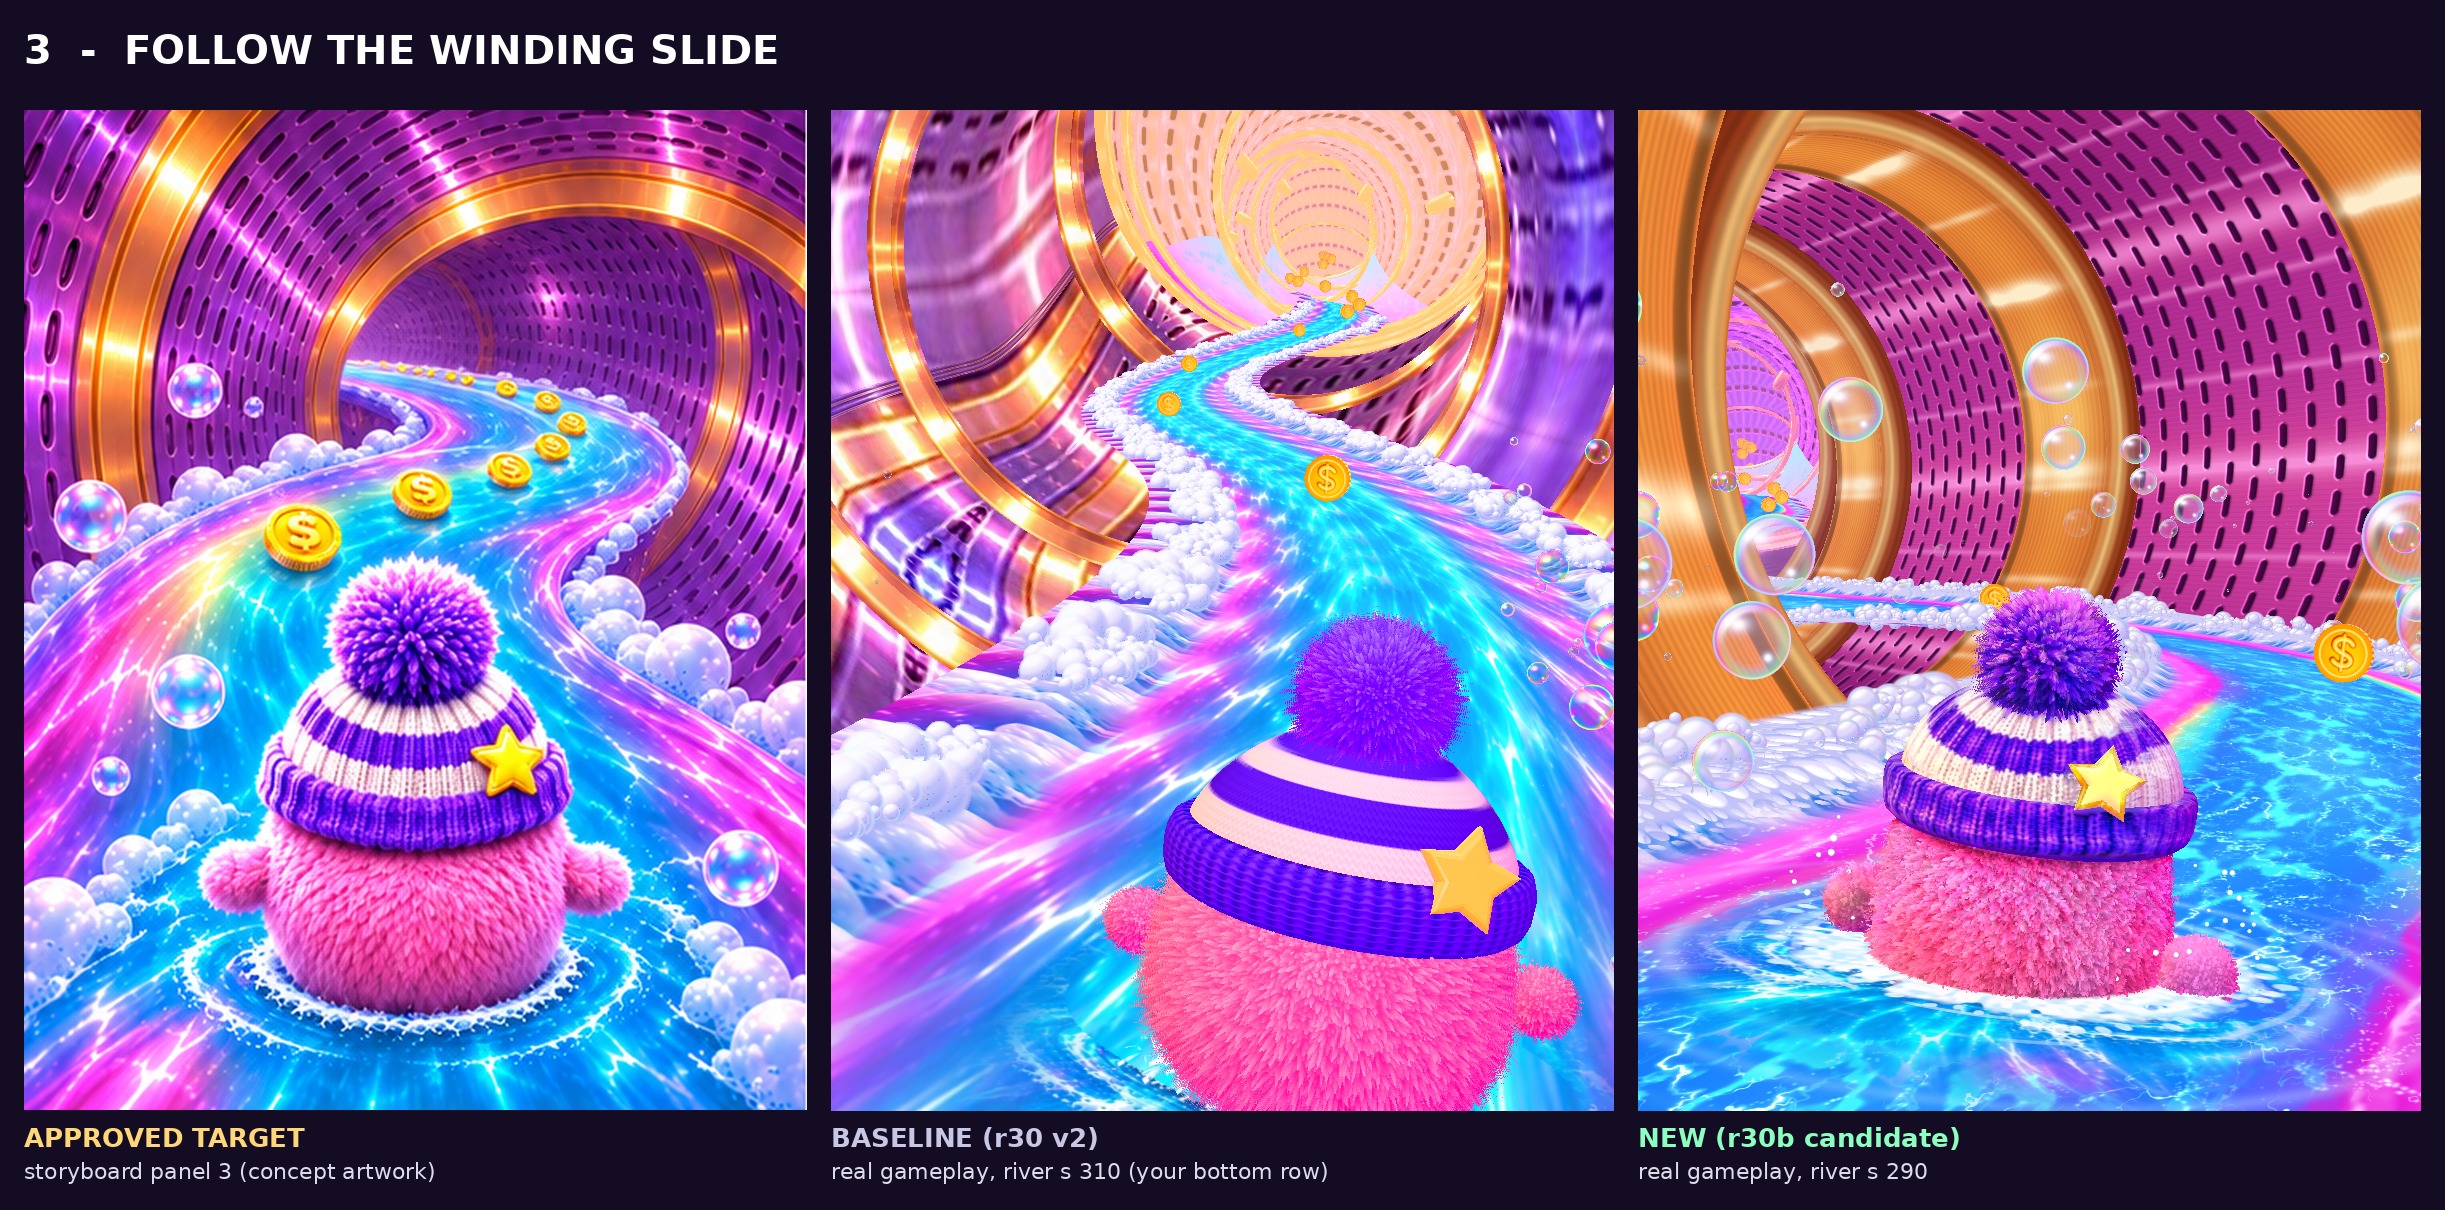 3 - FOLLOW THE WINDING SLIDE
APPROVED TARGET
storyboard panel 3 (concept artwork)
BASELINE (r30 v2)
real gameplay, river s 310 (your bottom row)
NEW (r30b candidate)
real gameplay, river s 290